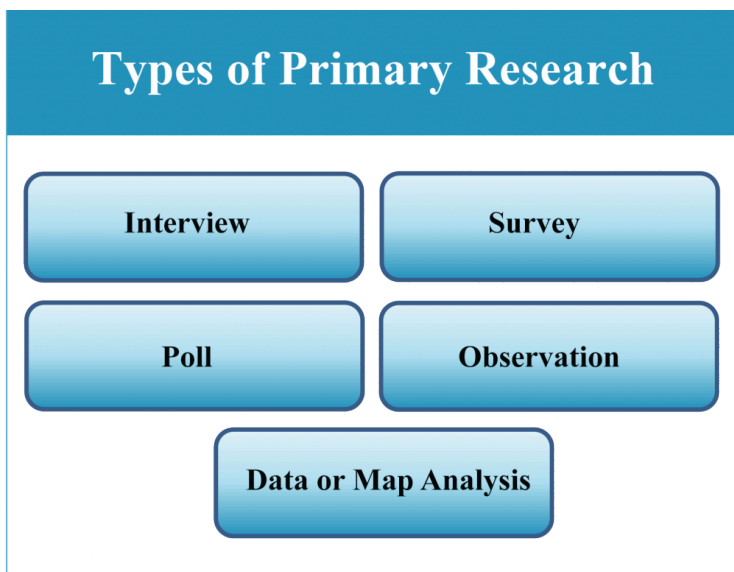 Types of Primary Research
Interview
Survey
Poll
Observation
Data or Map Analysis